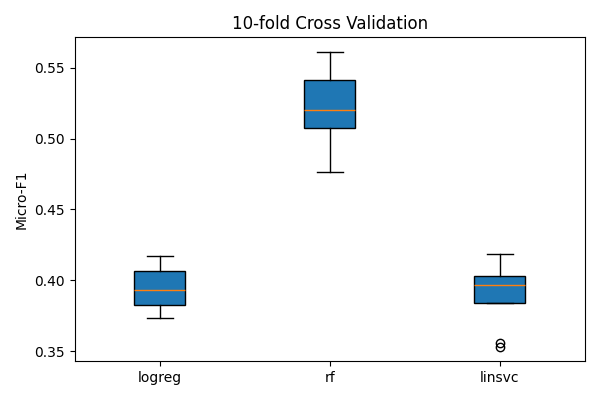 10-fold Cross Validation
Micro-F1
0.55
0.50
0.45
0.40
0.35
logreg
rf
linsvc